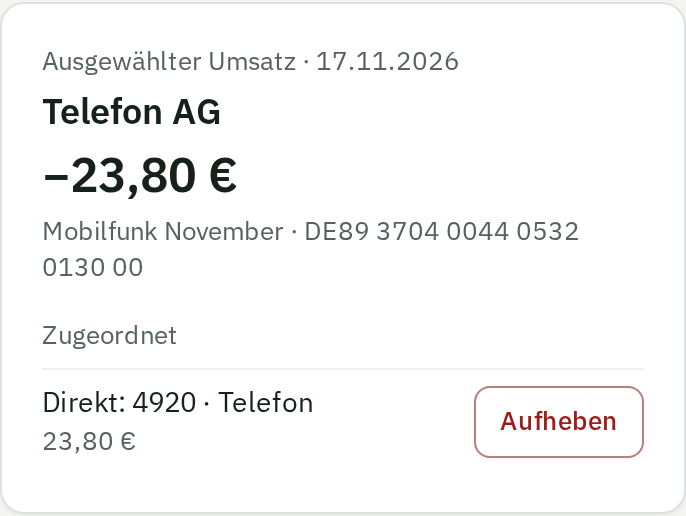 Ausgewählter Umsatz · 17.11.2026
Telefon AG
−23,80 €
Mobilfunk November · DE89 3704 0044 0532
0130 00
Zugeordnet
Direkt: 4920 · Telefon
23,80 €
Aufheben